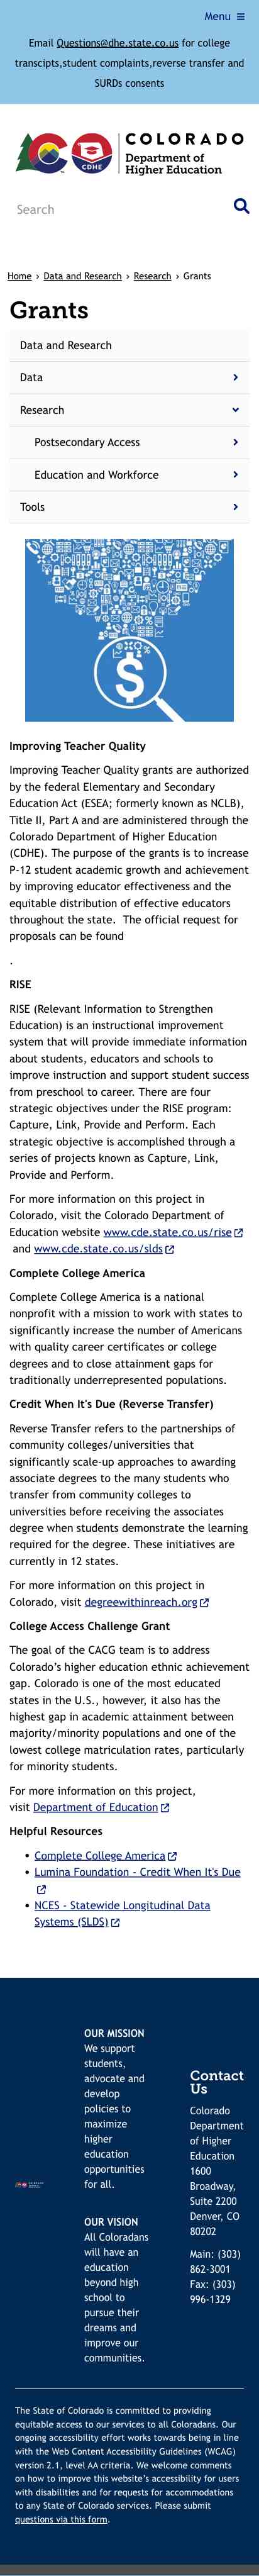 Menu
Email Questions@dhe.state.co.us for college
transcipts,student complaints,reverse transfer and
SURDs consents
CDHE
COLORADO
Department of
Higher Education
Search
Home › Data and Research › Research › Grants
Grants
Data and Research
Data
Research
Postsecondary Access
Education and Workforce
Tools
Improving Teacher Quality
Improving Teacher Quality grants are authorized
by the federal Elementary and Secondary
Education Act (ESEA; formerly known as NCLB),
Title II, Part A and are administered through the
Colorado Department of Higher Education
(CDHE). The purpose of the grants is to increase
P-12 student academic growth and achievement
by improving educator effectiveness and the
equitable distribution of effective educators
throughout the state.  The official request for
proposals can be found
.
RISE
RISE (Relevant Information to Strengthen
Education) is an instructional improvement
system that will provide immediate information
about students, educators and schools to
improve instruction and support student success
from preschool to career. There are four
strategic objectives under the RISE program:
Capture, Link, Provide and Perform. Each
strategic objective is accomplished through a
series of projects known as Capture, Link,
Provide and Perform.
For more information on this project in
Colorado, visit the Colorado Department of
Education website www.cde.state.co.us/rise
and www.cde.state.co.us/slds
Complete College America
Complete College America is a national
nonprofit with a mission to work with states to
significantly increase the number of Americans
with quality career certificates or college
degrees and to close attainment gaps for
traditionally underrepresented populations.
Credit When It's Due (Reverse Transfer)
Reverse Transfer refers to the partnerships of
community colleges/universities that
significantly scale-up approaches to awarding
associate degrees to the many students who
transfer from community colleges to
universities before receiving the associates
degree when students demonstrate the learning
required for the degree. These initiatives are
currently in 12 states.
For more information on this project in
Colorado, visit degreewithinreach.org
College Access Challenge Grant
The goal of the CACG team is to address
Colorado’s higher education ethnic achievement
gap. Colorado is one of the most educated
states in the U.S., however, it also has the
highest gap in academic attainment between
majority/minority populations and one of the
lowest college matriculation rates, particularly
for minority students.
For more information on this project,
visit Department of Education
Helpful Resources
• Complete College America
• Lumina Foundation - Credit When It's Due
• NCES - Statewide Longitudinal Data
Systems (SLDS)
OUR MISSION
We support
students,
advocate and
develop
policies to
maximize
higher
education
opportunities
for all.
OUR VISION
All Coloradans
will have an
education
beyond high
school to
pursue their
dreams and
improve our
communities.
Contact
Us
Colorado
Department
of Higher
Education
1600
Broadway,
Suite 2200
Denver, CO
80202
Main: (303)
862-3001
Fax: (303)
996-1329
The State of Colorado is committed to providing
equitable access to our services to all Coloradans. Our
ongoing accessibility effort works towards being in line
with the Web Content Accessibility Guidelines (WCAG)
version 2.1, level AA criteria. We welcome comments
on how to improve this website’s accessibility for users
with disabilities and for requests for accommodations
to any State of Colorado services. Please submit
questions via this form.